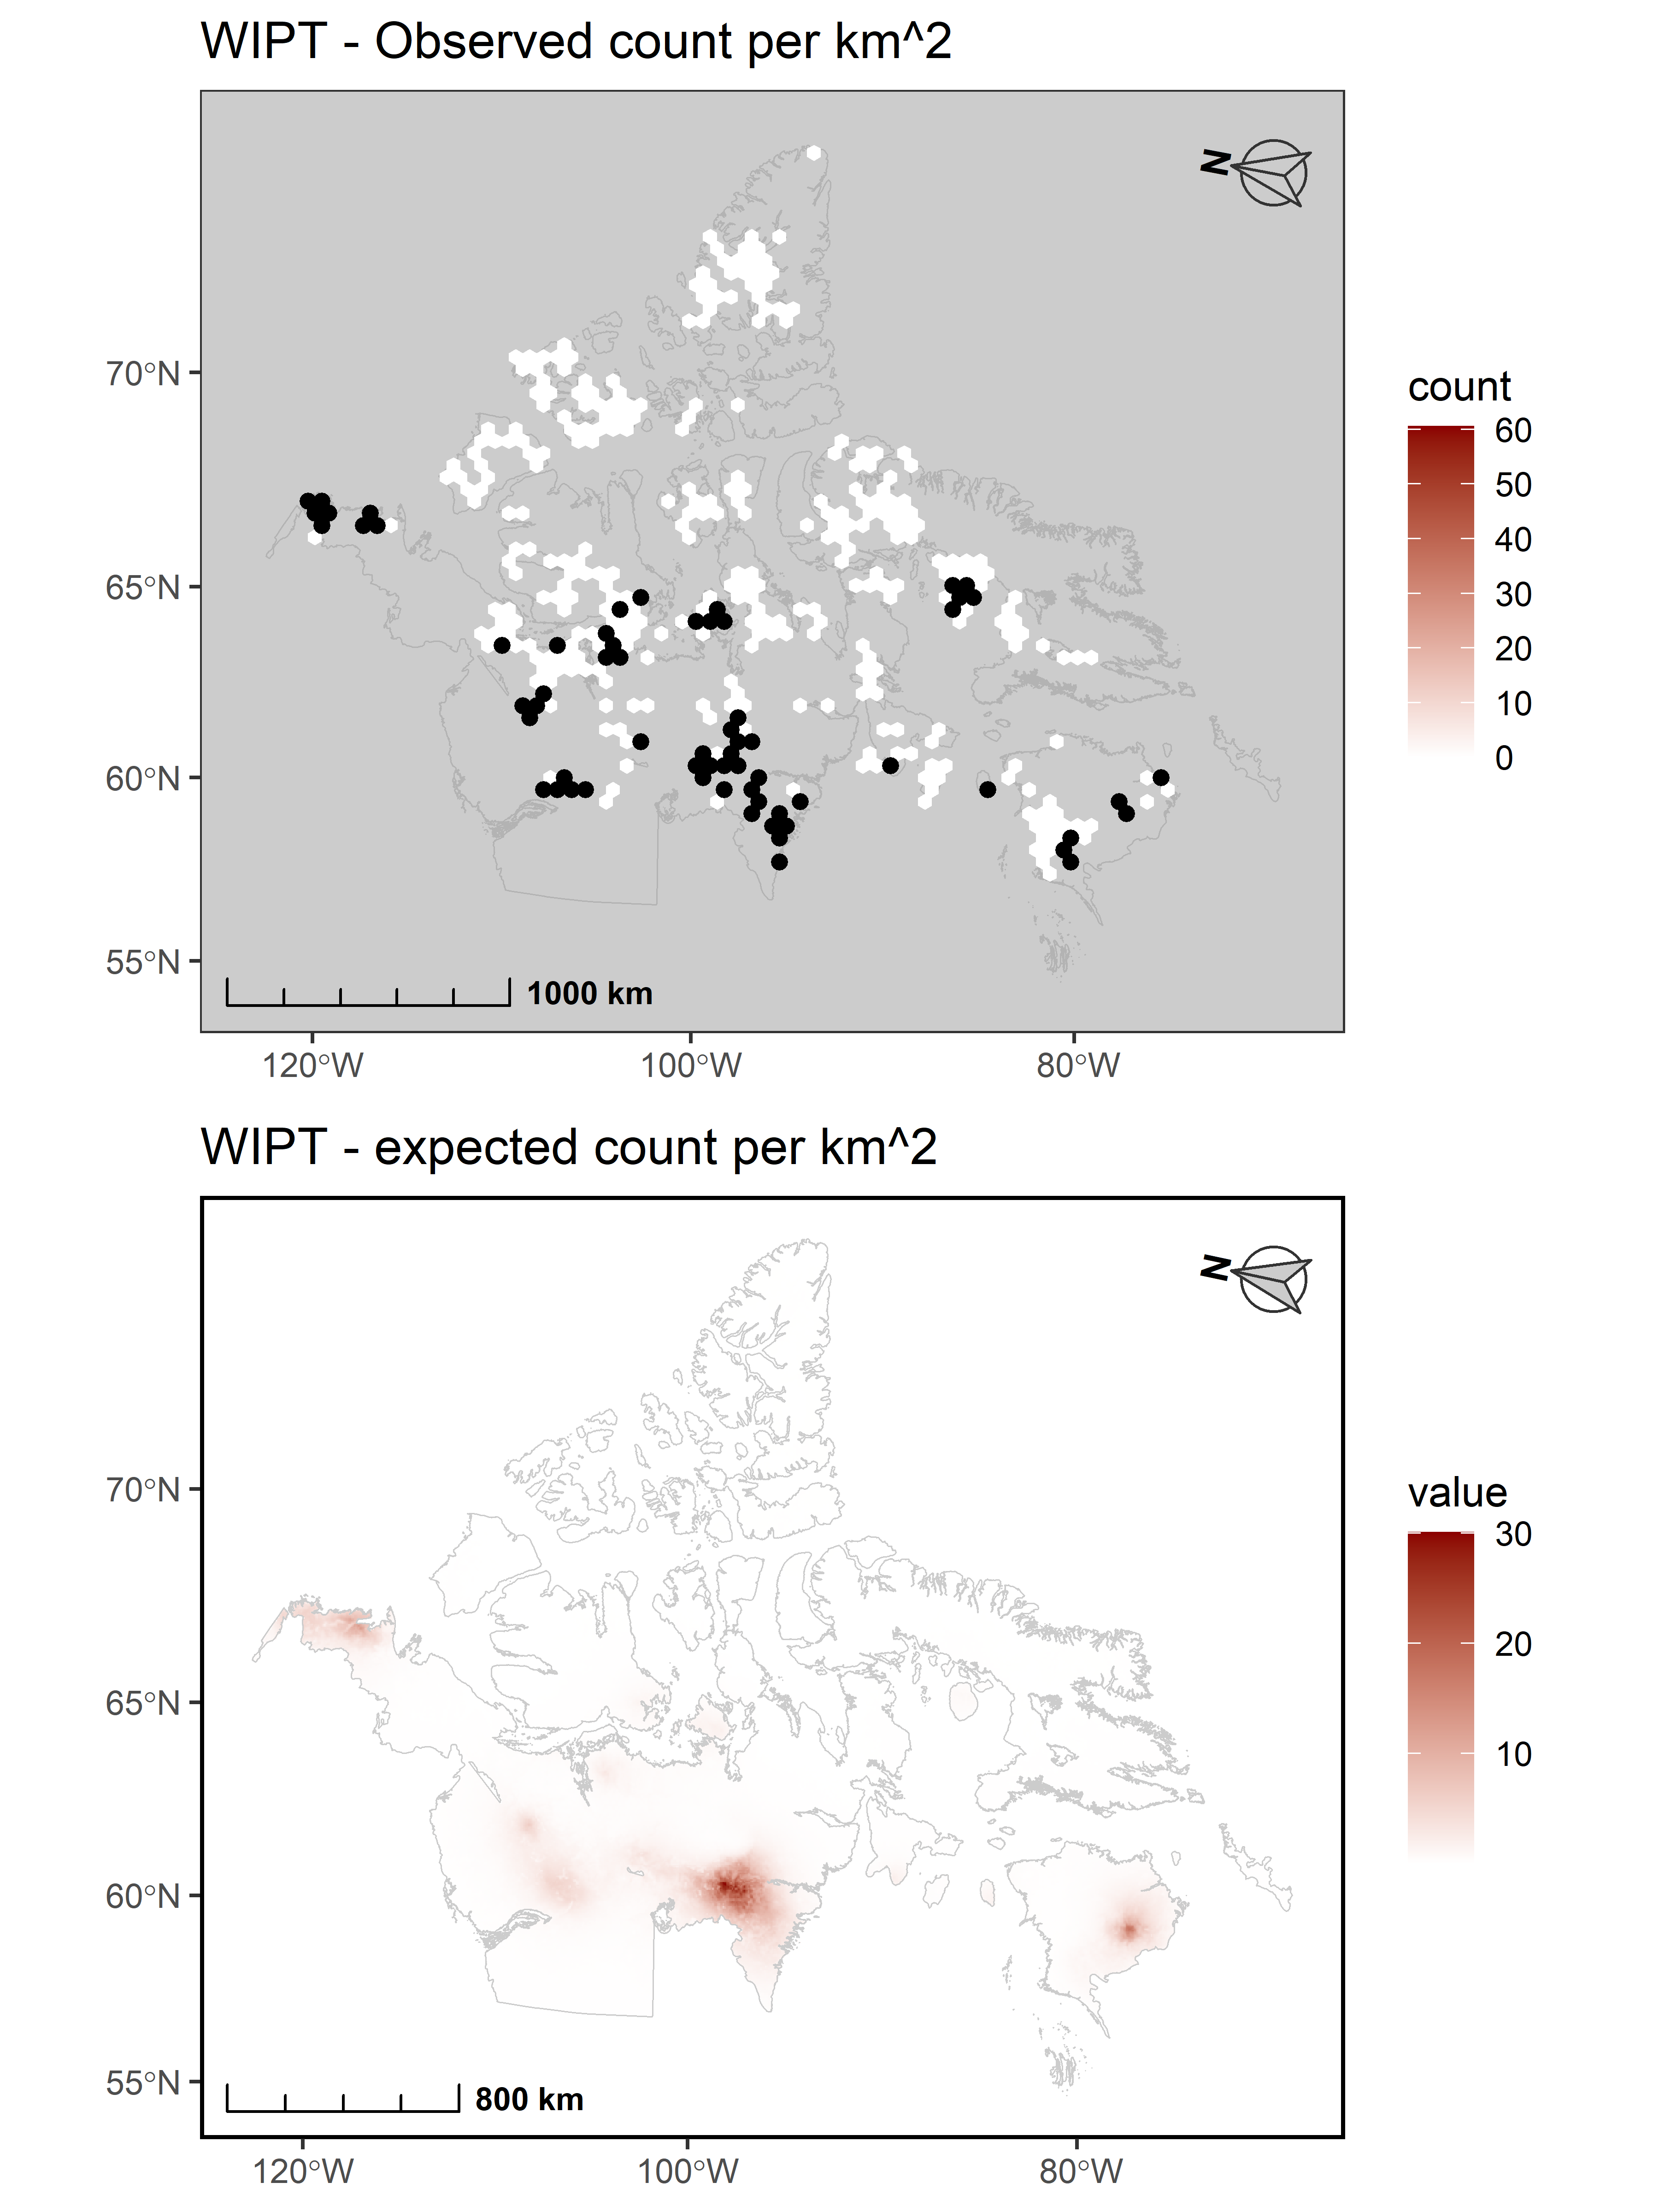 WIPT - Observed count per km^2
N
70°N
65°N
60°N
55°N
1000 km
120°W
100°W
80°W
count
60
50
40
30
20
10
0
WIPT - expected count per km^2
N
70°N
65°N
60°N
55°N
800 km
120°W
100°W
80°W
value
30
20
10